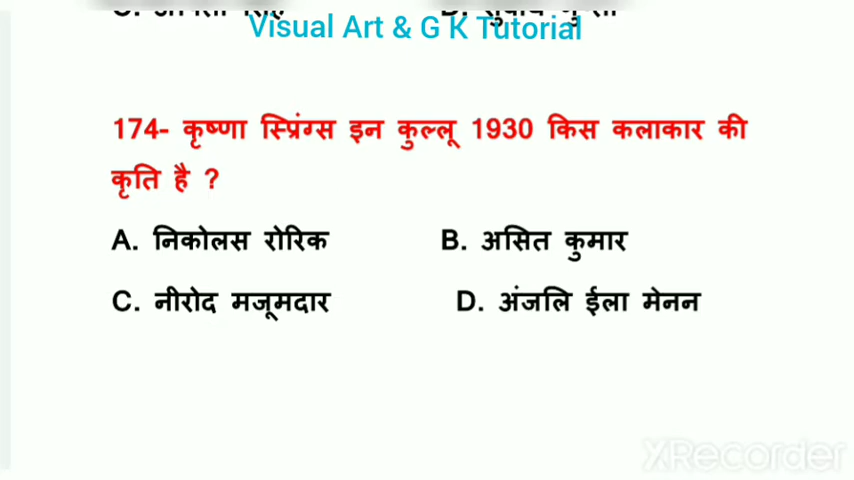 Visual Art & G K Tutorial
174- कृष्णा स्प्रिंग्स इन कुल्लू 1930 किस कलाकार की
कृति है ?
A. निकोलस रोरिक B. असित कुमार
C. नीरोद मजूमदार D. अंजलि ईला मेनन
XRecorder